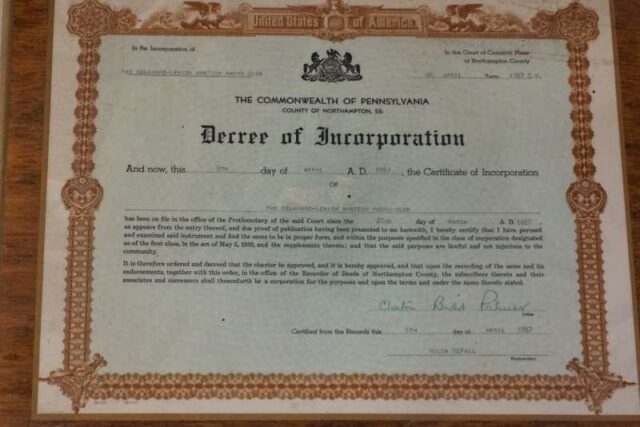 United States of America
In the Incorporation of
In the Court of Common Pleas
of Northampton County
THE DELAWARE-LEHIGH AMATEUR RADIO CLUB
NO. APRIL Term, 1957
THE COMMONWEALTH OF PENNSYLVANIA
COUNTY OF NORTHAMPTON, SS:
Decree of Incorporation
And now, this 5TH day of APRIL A. D. 1957, the Certificate of Incorporation
OF
THE DELAWARE-LEHIGH AMATEUR RADIO CLUB
has been on file in the office of the Prothonotary of the said Court since the 22ND day of MARCH A. D. 1957,
as appears from the entry thereof, and due proof of publication having been presented to me herewith, I hereby certify that I have perused
and examined said instrument and find the same to be in proper form, and within the purposes specified in the class of corporation designated
as of the first class, in the act of May 5, 1933, and the supplements thereto; and that the said purposes are lawful and not injurious to the
community.
It is therefore ordered and decreed that the charter be approved, and it is hereby approved, and that upon the recording of the same and its
endorsements, together with this order, in the office of the Recorder of Deeds of Northampton County, the subscribers thereto and their
associates and successors shall thenceforth be a corporation for the purposes and upon the terms and under the name therein stated.
Judge
Certified from the Records this 5TH day of APRIL 1957
Prothonotary